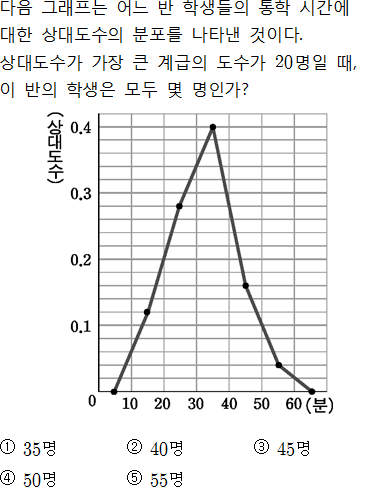 다음 그래프는 어느 반 학생들의 통학 시간에
대한 상대도수의 분포를 나타낸 것이다.
상대도수가 가장 큰 계급의 도수가 20명일 때,
이 반의 학생은 모두 몇 명인가?
(상대도수)
0.4
0.3
0.2
0.1
0 10 20 30 40 50 60 (분)
① 35명 ② 40명 ③ 45명
④ 50명 ⑤ 55명